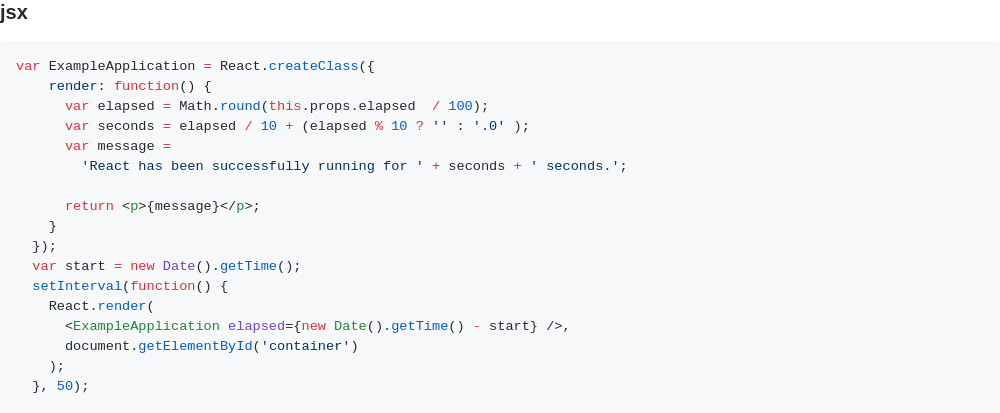 jsx
var ExampleApplication = React.createClass({
    render: function() {
      var elapsed = Math.round(this.props.elapsed  / 100);
      var seconds = elapsed / 10 + (elapsed % 10 ? '' : '.0' );
      var message =
        'React has been successfully running for ' + seconds + ' seconds.';

      return <p>{message}</p>;
    }
  });
  var start = new Date().getTime();
  setInterval(function() {
    React.render(
      <ExampleApplication elapsed={new Date().getTime() - start} />,
      document.getElementById('container')
    );
  }, 50);